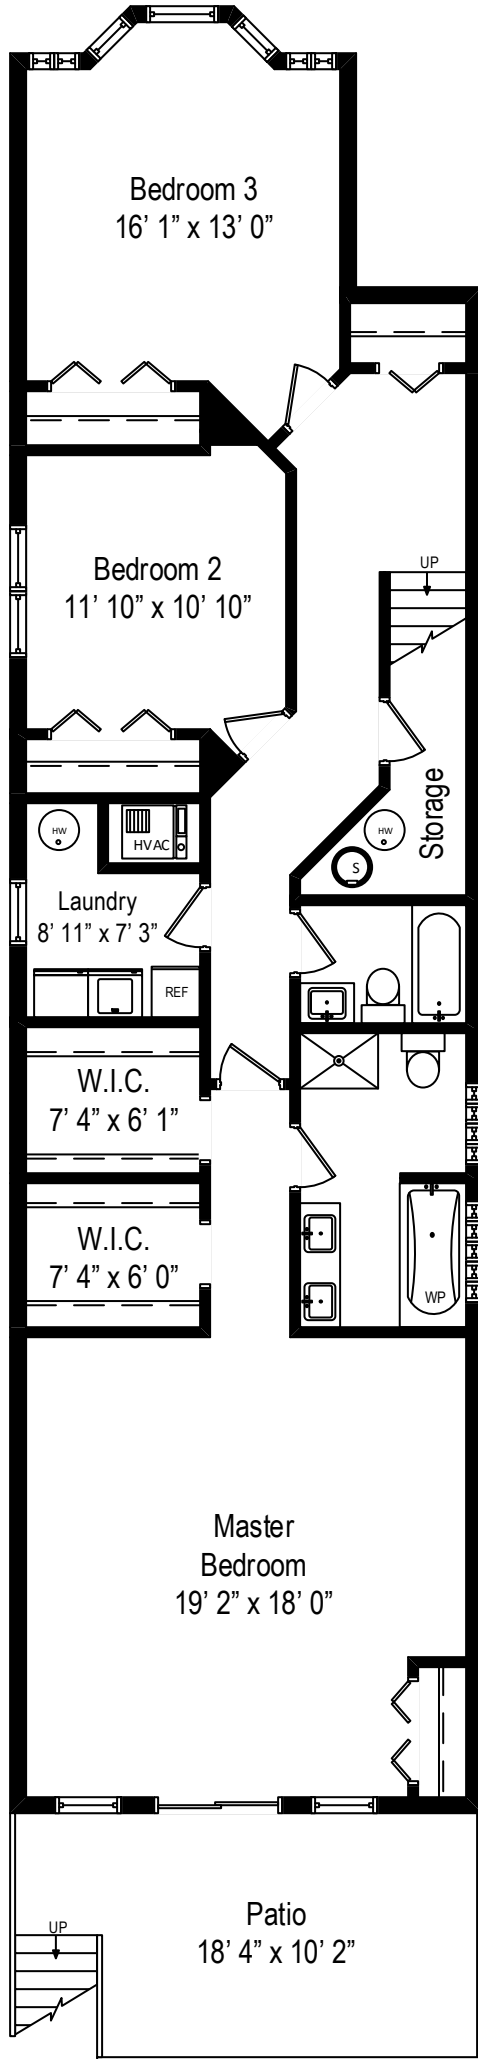 Bedroom 3
16’ 1” x 13’ 0”
UP
Bedroom 2
11’ 10” x 10’ 10”
Storage
HW
HW
HVAC
S
Laundry
8’ 11” x 7’ 3”
REF
W.I.C.
7’ 4” x 6’ 1”
W.I.C.
7’ 4” x 6’ 0”
WP
Master
Bedroom
19’ 2” x 18’ 0”
Patio
18’ 4” x 10’ 2”
UP